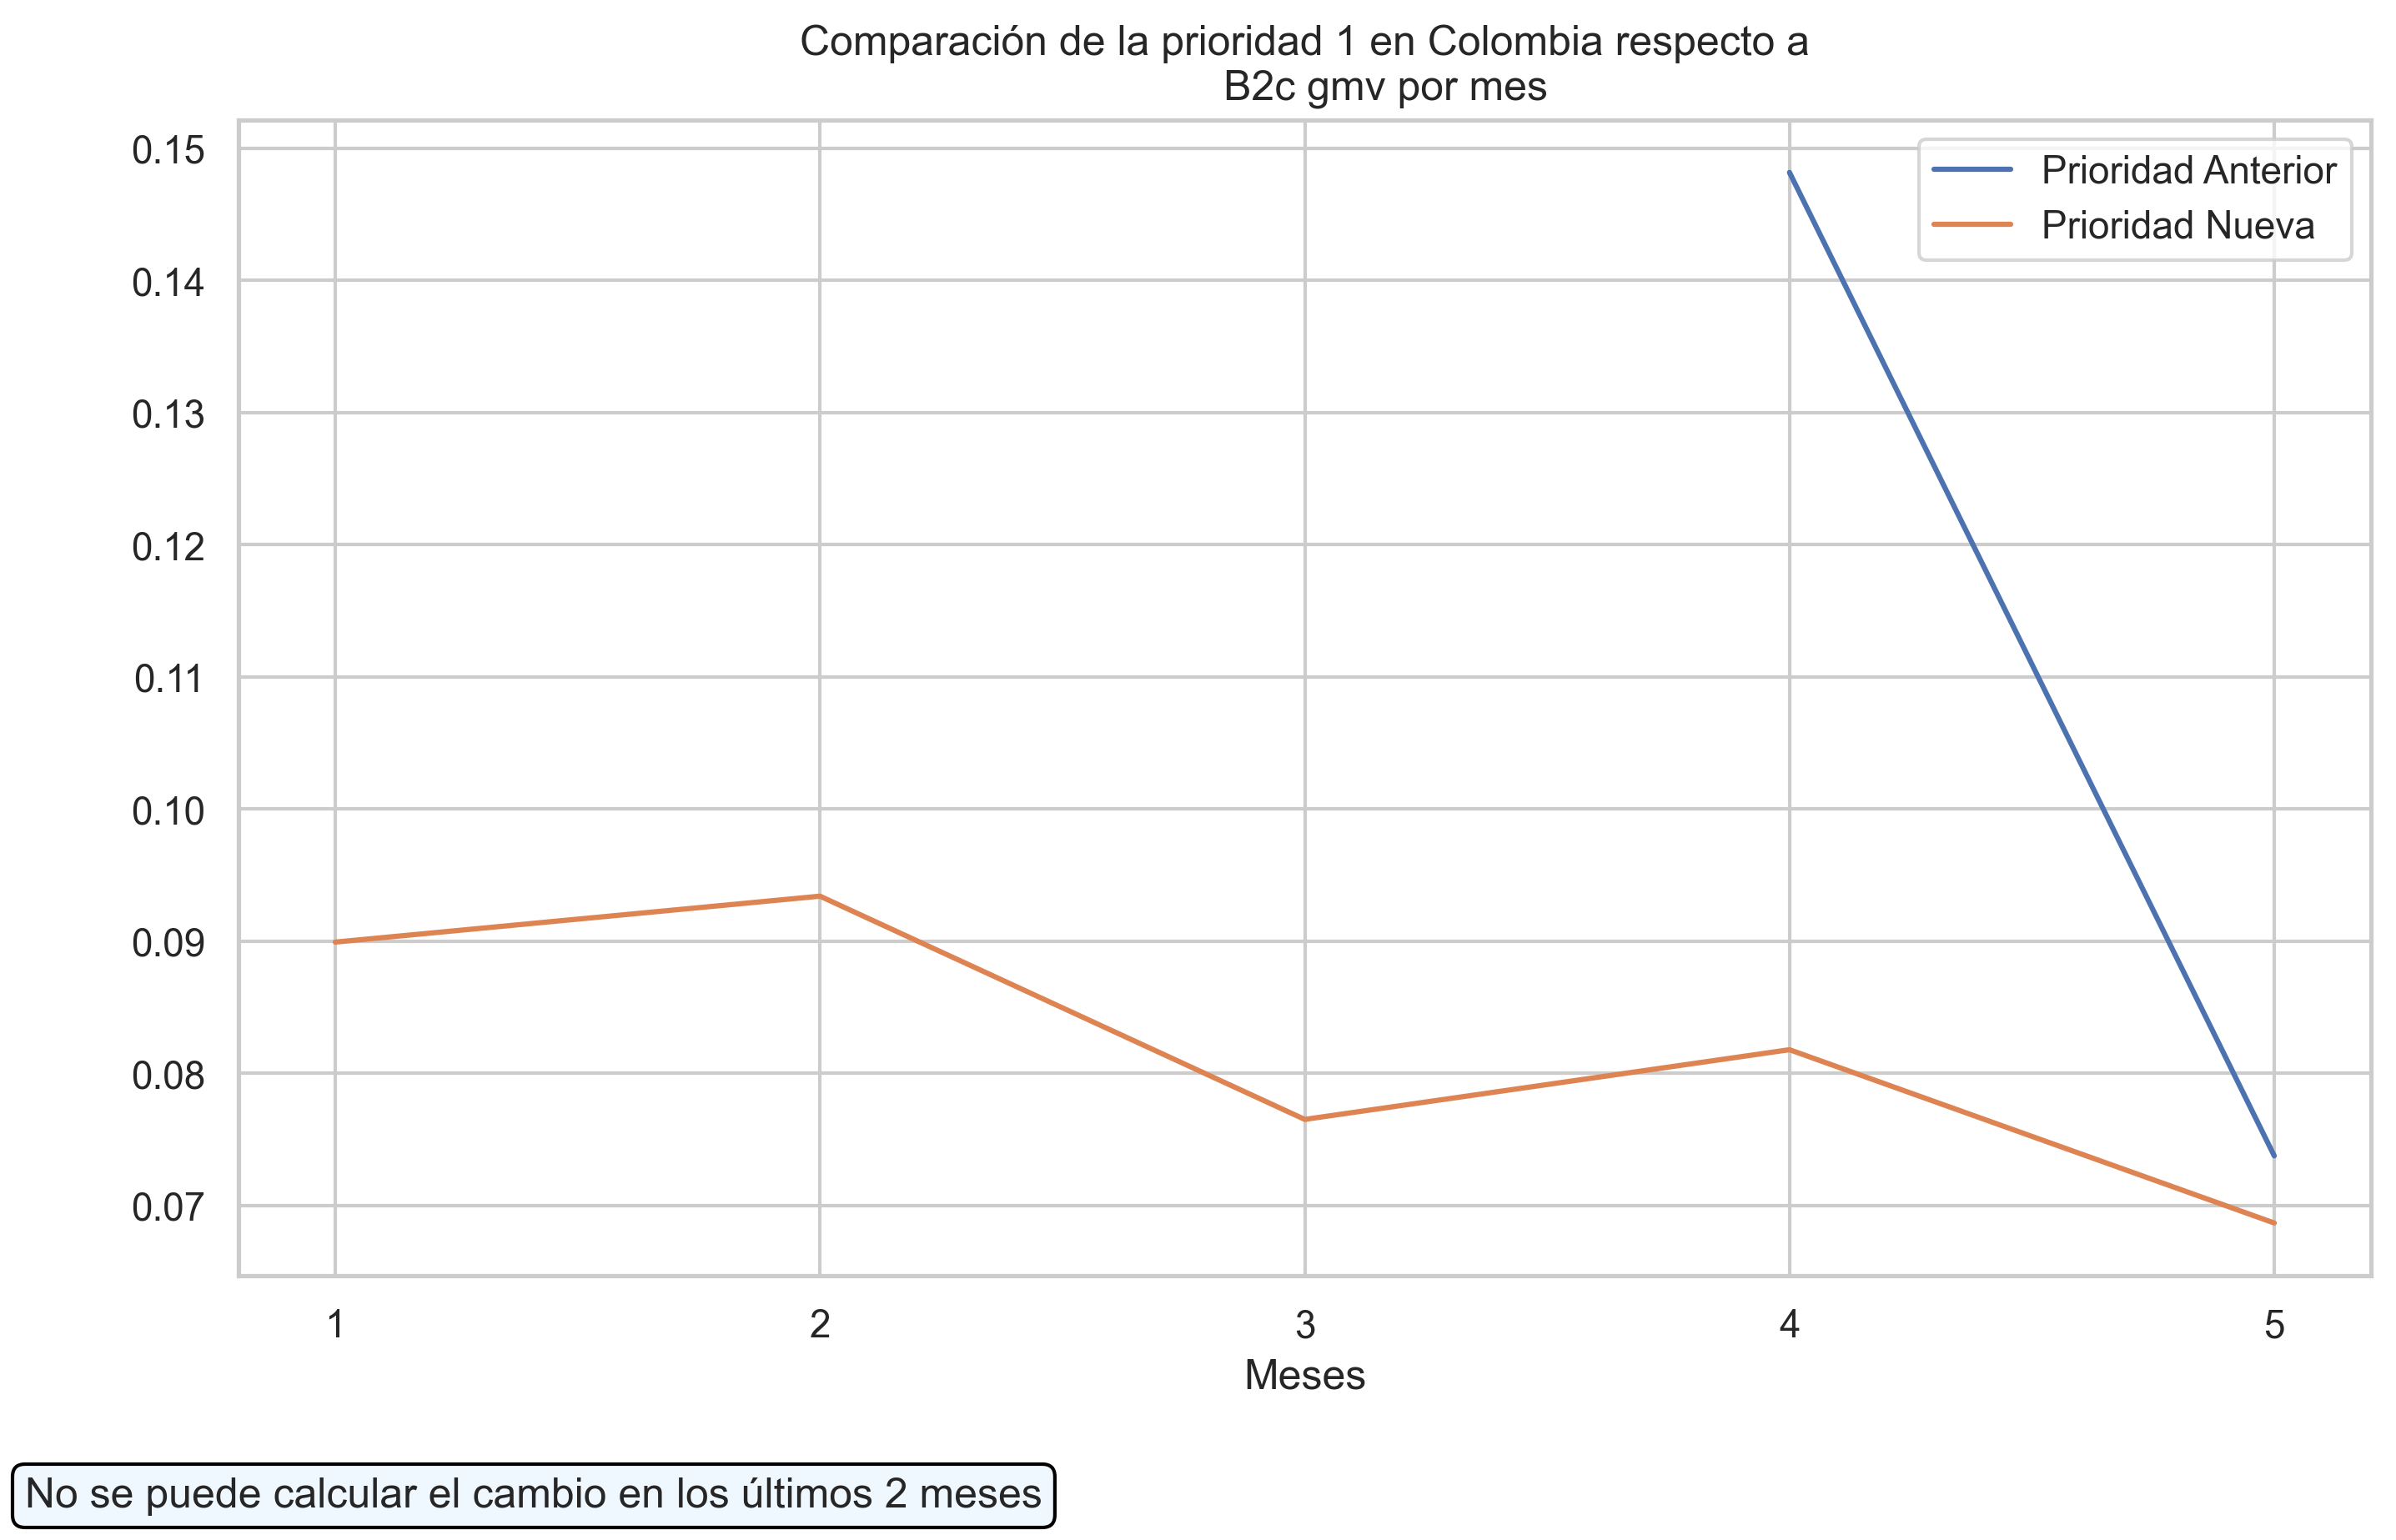 Comparación de la prioridad 1 en Colombia respecto a
B2c gmv por mes
0.15
0.14
0.13
0.12
0.11
0.10
0.09
0.08
0.07
Prioridad Anterior
Prioridad Nueva
1 2 3 4 5
Meses
No se puede calcular el cambio en los últimos 2 meses